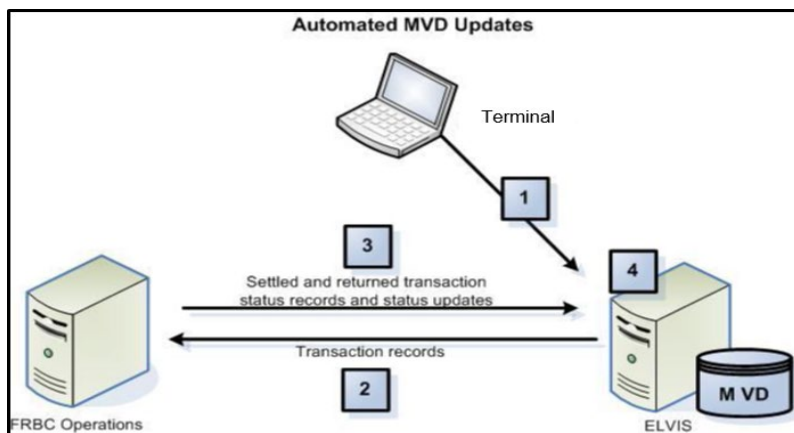 Automated MVD Updates
Terminal
1
3
4
Settled and returned transaction
status records and status updates
Transaction records
2
M VD
FRBC Operations
ELVIS